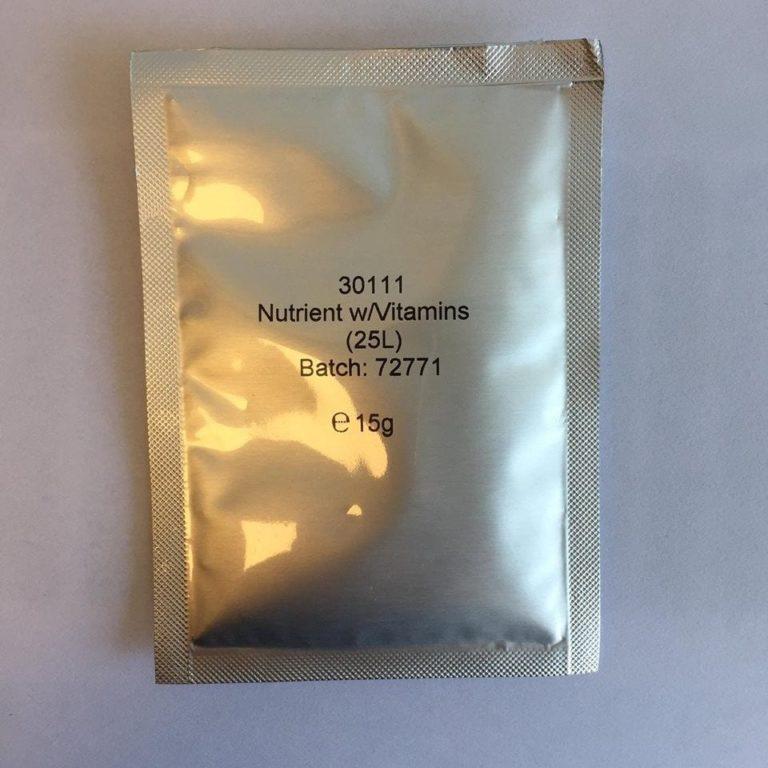 30111
Nutrient w/Vitamins
(25L)
Batch: 72771
℮ 15g